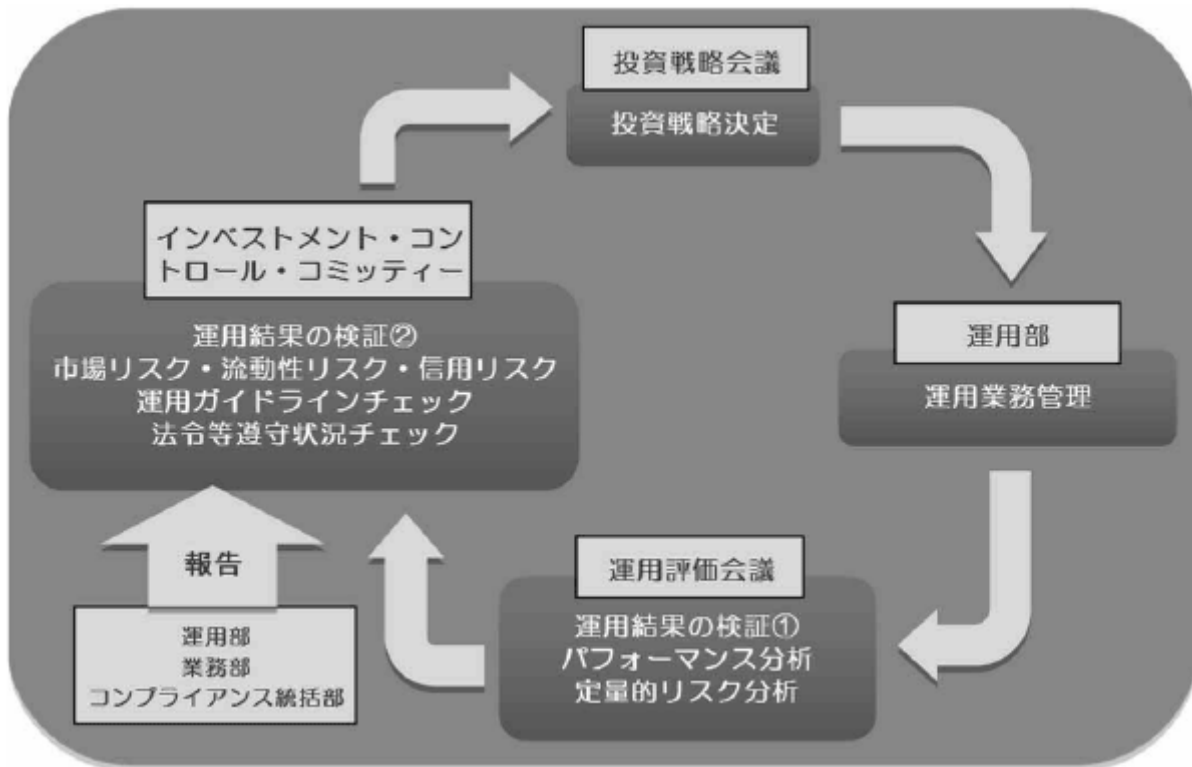 投資戦略会議
投資戦略決定
インベストメント・コン
トロール・コミッティー
運用結果の検証②
市場リスク・流動性リスク・信用リスク
運用ガイドラインチェック
法令等遵守状況チェック
運用部
運用業務管理
報告
運用部
業務部
コンプライアンス統括部
運用評価会議
運用結果の検証①
パフォーマンス分析
定量的リスク分析